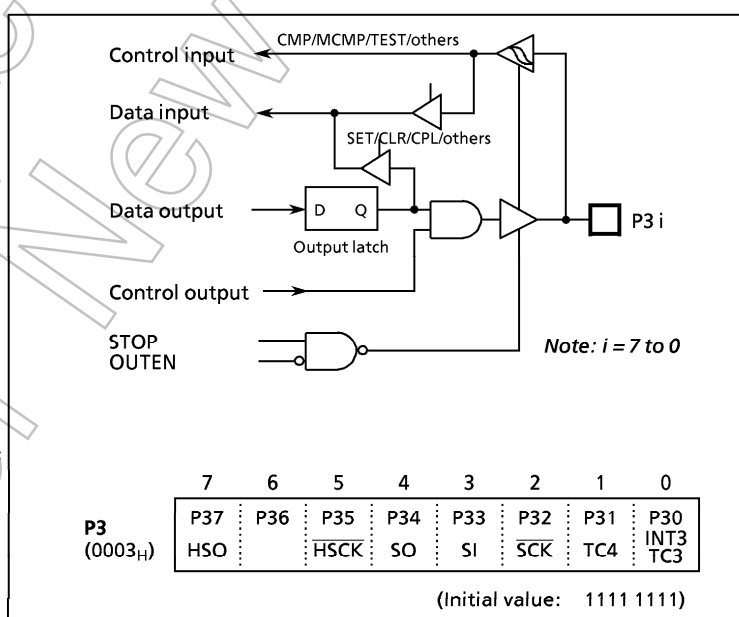 Control input
CMP/MCMP/TEST/others
Data input
SET/CLR/CPL/others
Data output
D Q
P3 i
Output latch
Control output
STOP
OUTEN
Note: i = 7 to 0
7 6 5 4 3 2 1 0
P3
(0003H)
P37 P36 P35 P34 P33 P32 P31 P30
HSO HSCK SO SI SCK TC4 INT3
TC3
(Initial value: 1111 1111)
New